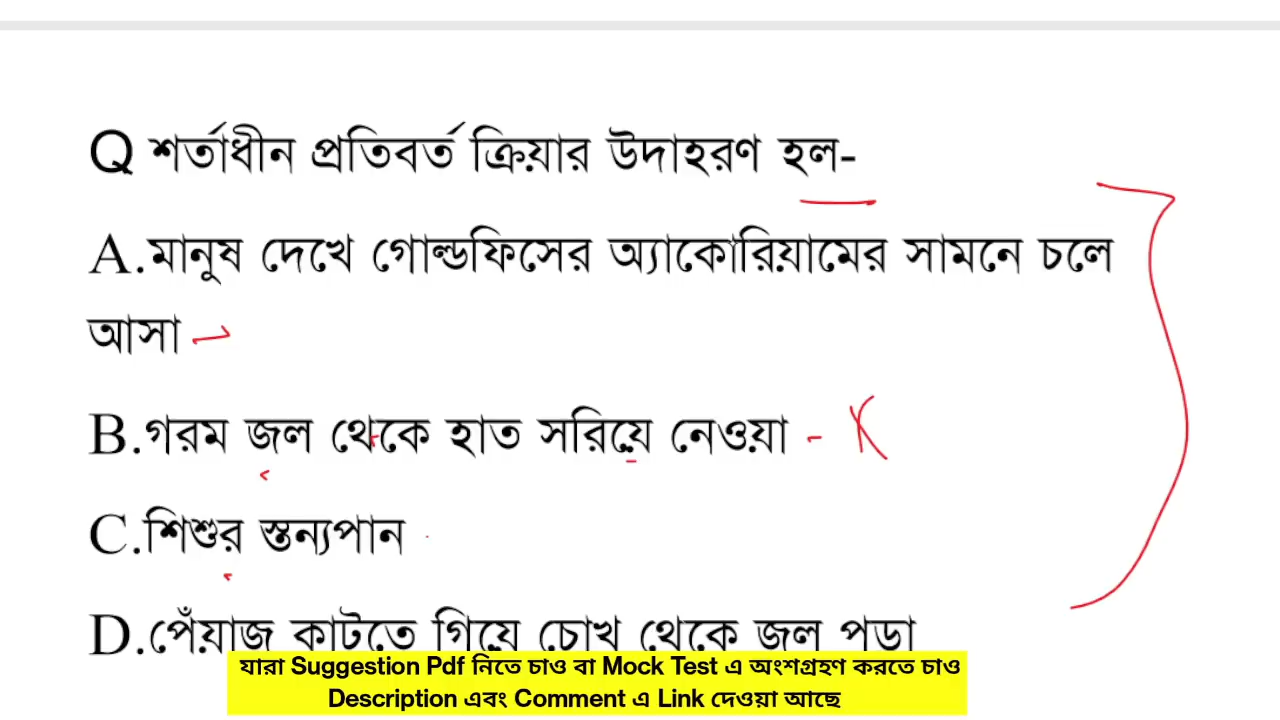 Q শর্তাধীন প্রতিবর্ত ক্রিয়ার উদাহরণ হল-
A.মানুষ দেখে গোল্ডফিসের অ্যাকোরিয়ামের সামনে চলে
আসা
B.গরম জল থেকে হাত সরিয়ে নেওয়া
C.শিশুর স্তন্যপান
D.পেঁয়াজ কাটতে গিয়ে চোখ থেকে জল পড়া
যারা Suggestion Pdf নিতে চাও বা Mock Test এ অংশগ্রহণ করতে চাও
Description এবং Comment এ Link দেওয়া আছে